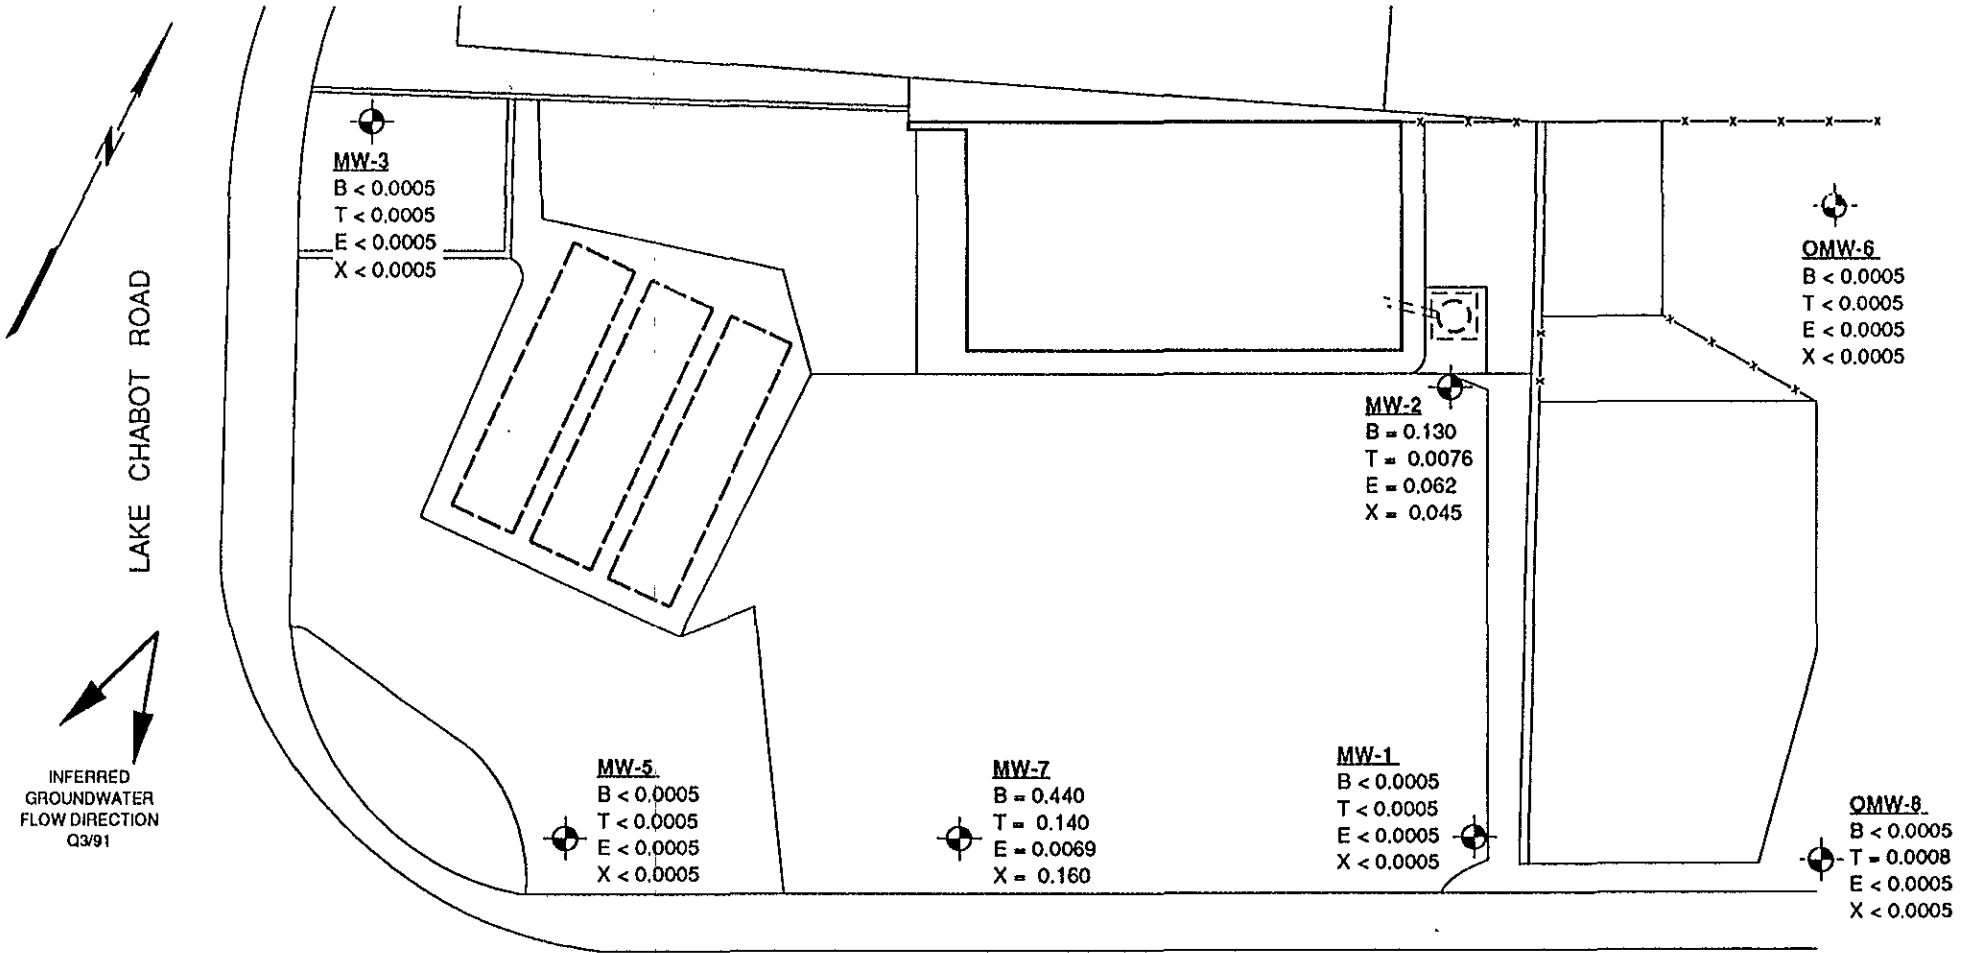 N
LAKE CHABOT ROAD
INFERRED
GROUNDWATER
FLOW DIRECTION
Q3/91
MW-3
B < 0.0005
T < 0.0005
E < 0.0005
X < 0.0005
OMW-6
B < 0.0005
T < 0.0005
E < 0.0005
X < 0.0005
MW-2
B = 0.130
T = 0.0076
E = 0.062
X = 0.045
MW-5
B < 0.0005
T < 0.0005
E < 0.0005
X < 0.0005
MW-7
B = 0.440
T = 0.140
E = 0.0069
X = 0.160
MW-1
B < 0.0005
T < 0.0005
E < 0.0005
X < 0.0005
OMW-8
B < 0.0005
T = 0.0008
E < 0.0005
X < 0.0005